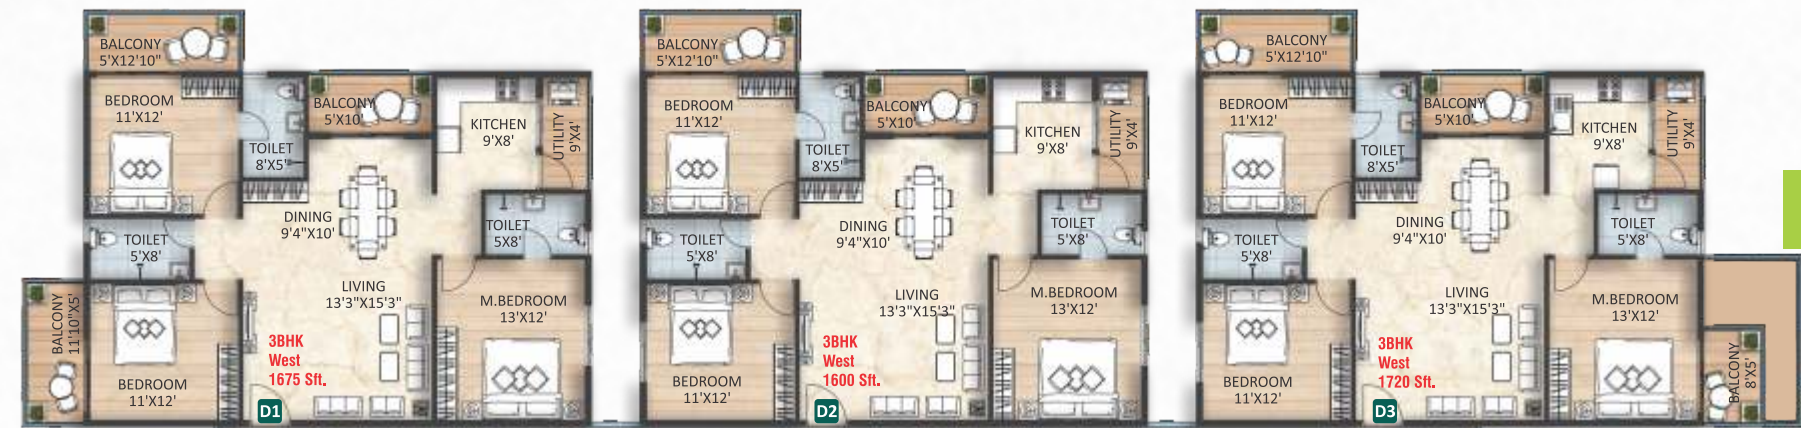 BALCONY
5'X12'10"
BEDROOM
11'X12'
TOILET
8'X5'
BALCONY
5'X10'
KITCHEN
9'X8'
UTILITY
9'X4'
DINING
9'4"X10'
TOILET
5X8'
TOILET
5'X8'
BALCONY
11'10"X5'
BEDROOM
11'X12'
LIVING
13'3"X15'3"
M.BEDROOM
13'X12'
3BHK
West
1675 Sft.
D1
BALCONY
5'X12'10"
BEDROOM
11'X12'
TOILET
8'X5'
BALCONY
5'X10'
KITCHEN
9'X8'
UTILITY
9'X4'
DINING
9'4"X10'
TOILET
5'X8'
TOILET
5'X8'
BEDROOM
11'X12'
LIVING
13'3"X15'3"
M.BEDROOM
13'X12'
3BHK
West
1600 Sft.
D2
BALCONY
5'X12'10"
BEDROOM
11'X12'
TOILET
8'X5'
BALCONY
5'X10'
KITCHEN
9'X8'
UTILITY
9'X4'
DINING
9'4"X10'
TOILET
5'X8'
TOILET
5'X8'
BEDROOM
11'X12'
LIVING
13'3"X15'3"
M.BEDROOM
13'X12'
BALCONY
8'X5'
3BHK
West
1720 Sft.
D3